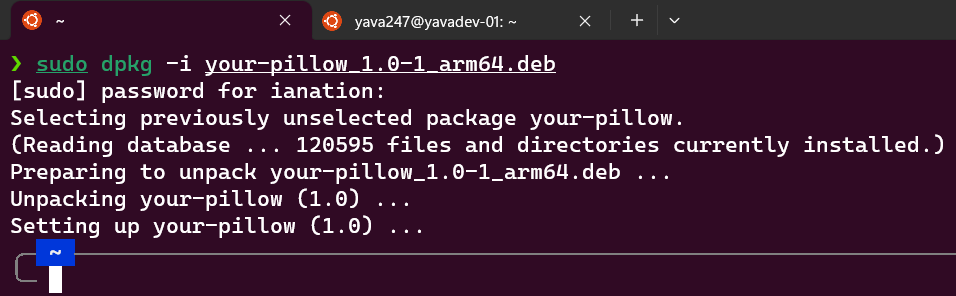 ~
yava247@yavadev-01: ~
❯ sudo dpkg -i your-pillow_1.0-1_arm64.deb
[sudo] password for ianation:
Selecting previously unselected package your-pillow.
(Reading database ... 120595 files and directories currently installed.)
Preparing to unpack your-pillow_1.0-1_arm64.deb ...
Unpacking your-pillow (1.0) ...
Setting up your-pillow (1.0) ...
~